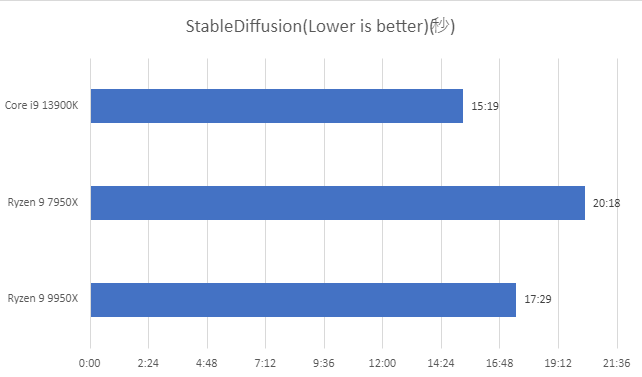 StableDiffusion(Lower is better)(秒)
Core i9 13900K
15:19
Ryzen 9 7950X
20:18
Ryzen 9 9950X
17:29
0:00 2:24 4:48 7:12 9:36 12:00 14:24 16:48 19:12 21:36